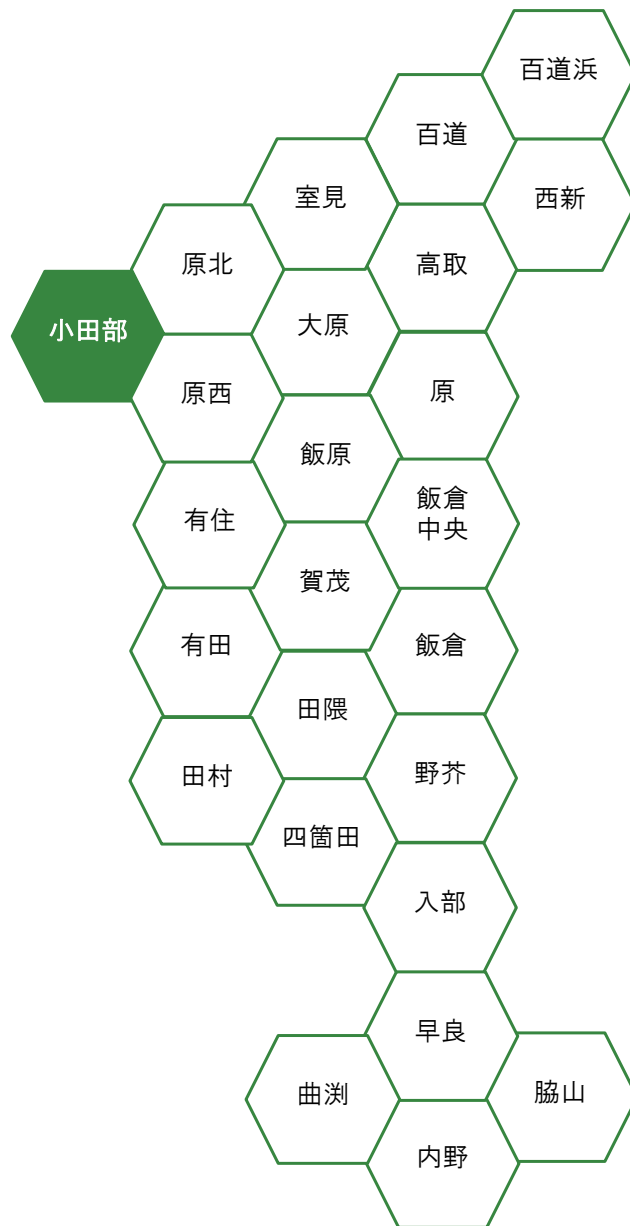 百道浜
百道
西新
室見
原北
高取
小田部
大原
原西
原
飯原
飯倉
中央
有住
賀茂
有田
飯倉
田隈
田村
野芥
四箇田
入部
早良
曲渕
脇山
内野